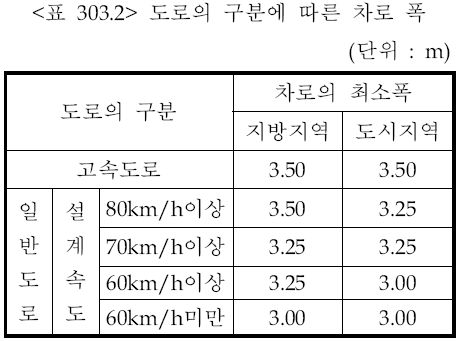 <표 303.2> 도로의 구분에 따른 차로 폭
(단위 : m)
도로의 구분 차로의 최소폭
지방지역 도시지역
고속도로 3.50 3.50
일반도로 설계속도 80km/h이상 3.50 3.25
70km/h이상 3.25 3.25
60km/h이상 3.25 3.00
60km/h미만 3.00 3.00